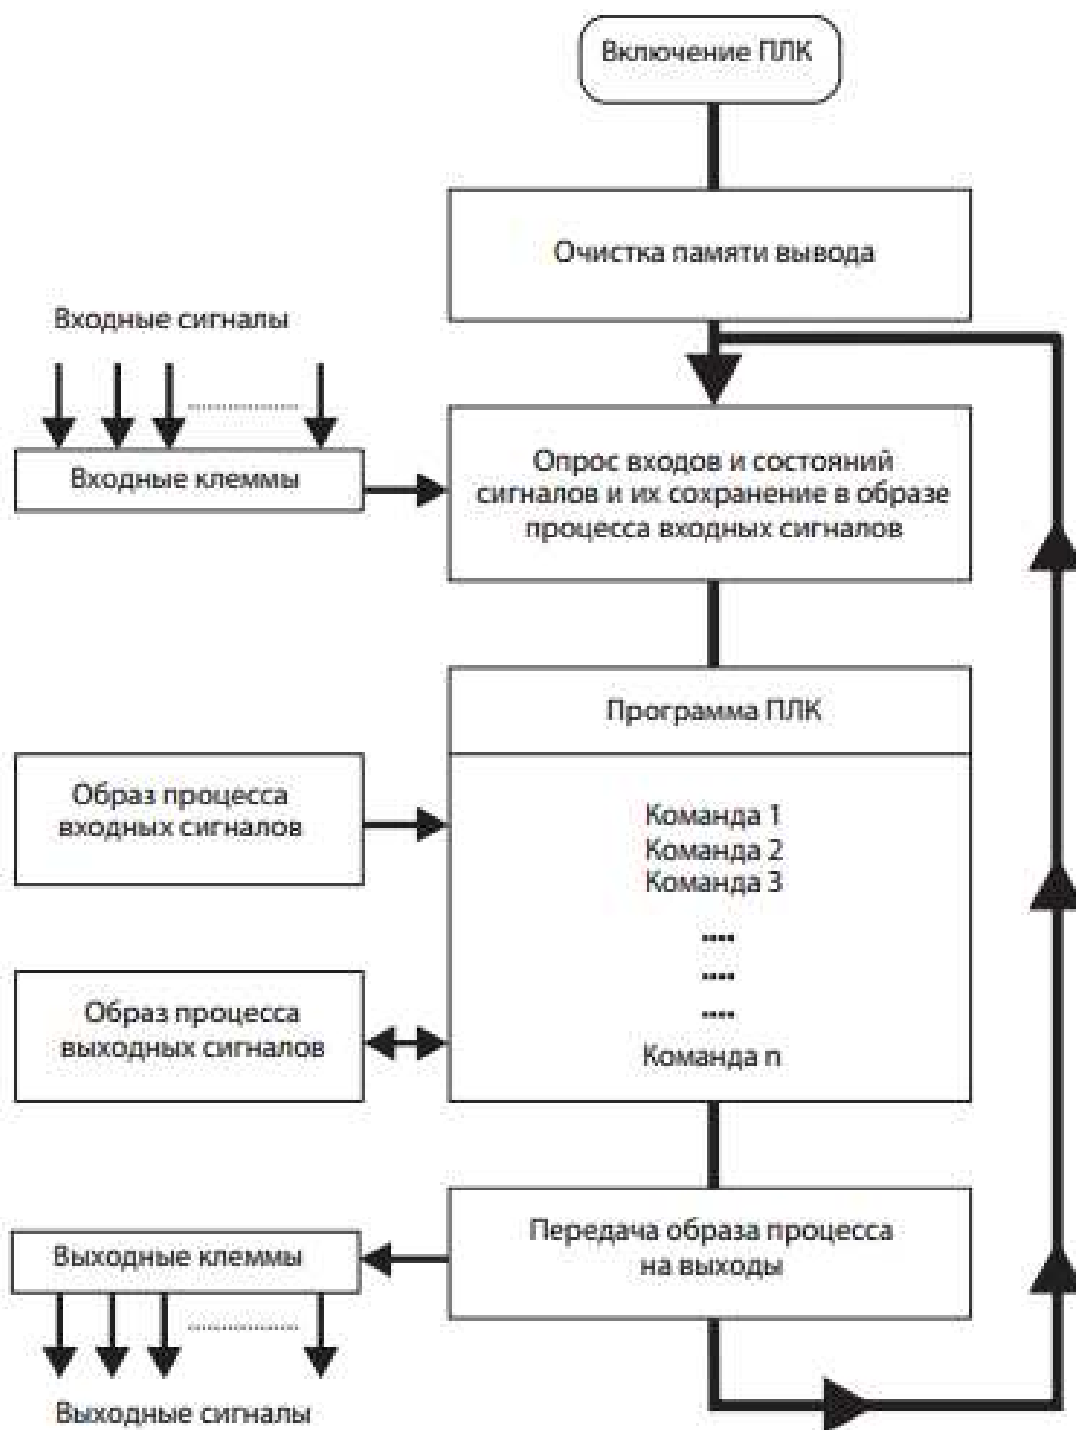 Включение ПЛК
Очистка памяти вывода
Входные сигналы
Входные клеммы
Опрос входов и состояний
сигналов и их сохранение в образе
процесса входных сигналов
Программа ПЛК
Образ процесса
входных сигналов
Команда 1
Команда 2
Команда 3
....
....
....
Команда n
Образ процесса
выходных сигналов
Передача образа процесса
на выходы
Выходные клеммы
Выходные сигналы